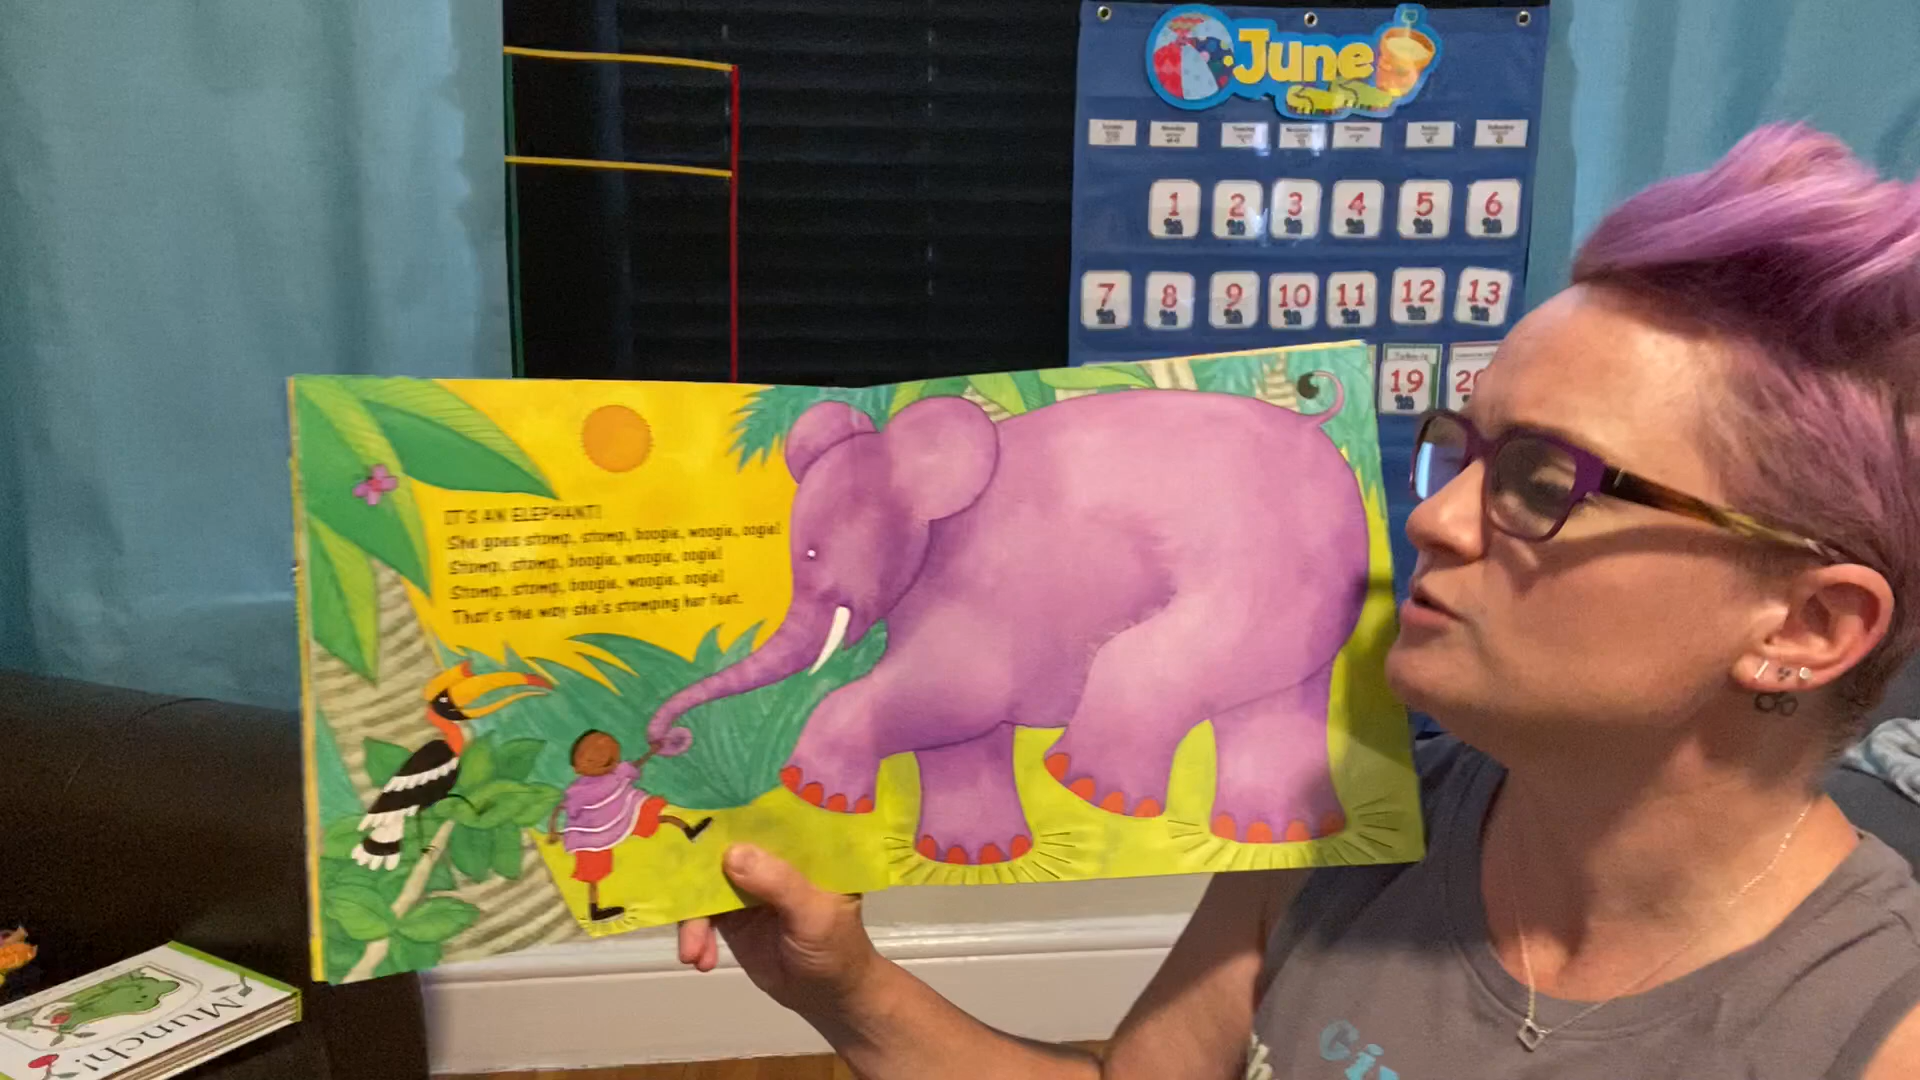 June
1 2 3 4 5 6
7 8 9 10 11 12 13
19
IT'S AN ELEPHANT!
She goes stomp, stomp, boogie, woogie, oogie!
Stomp, stomp, boogie, woogie, oogie!
Stomp, stomp, boogie, woogie, oogie!
That's the way she's stomping her feet.
Munch!